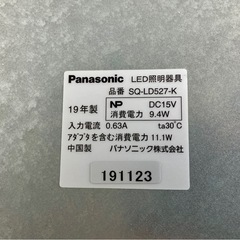 Panasonic LED照明器具
品番 SQ-LD527-K
19年製 NP DC15V
消費電力 9.4W
入力電流 0.63A ta30℃
アダプタを含む消費電力 11.1W
中国製 パナソニック株式会社
191123